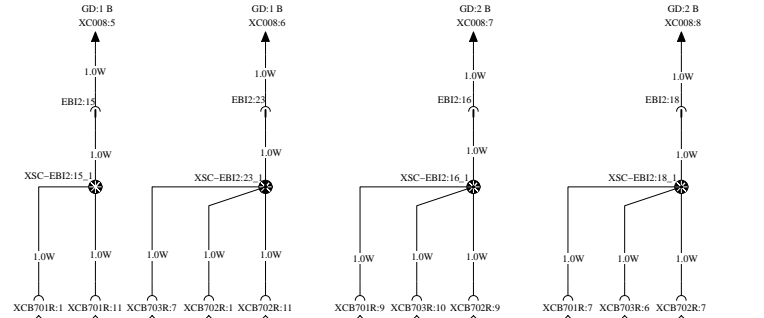 GD:1 B GD:1 B GD:2 B GD:2 B
XC008:5 XC008:6 XC008:7 XC008:8
1.0W 1.0W 1.0W 1.0W
EBI2:15 EBI2:23 EBI2:16 EBI2:18
1.0W 1.0W 1.0W 1.0W
XSC-EBI2:15_1 XSC-EBI2:23_1 XSC-EBI2:16_1 XSC-EBI2:18_1
1.0W 1.0W 1.0W 1.0W 1.0W 1.0W 1.0W 1.0W 1.0W 1.0W 1.0W
XCB701R:1 XCB701R:11 XCB703R:7 XCB702R:1 XCB702R:11 XCB701R:9 XCB703R:10 XCB702R:9 XCB701R:7 XCB703R:6 XCB702R:7